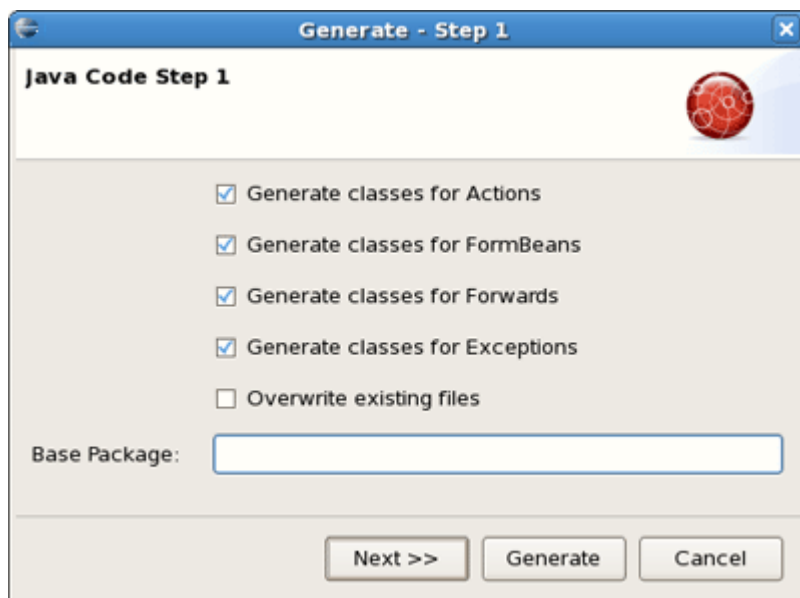 Generate - Step 1
Java Code Step 1
Generate classes for Actions
Generate classes for FormBeans
Generate classes for Forwards
Generate classes for Exceptions
Overwrite existing files
Base Package:
Next >>
Generate
Cancel